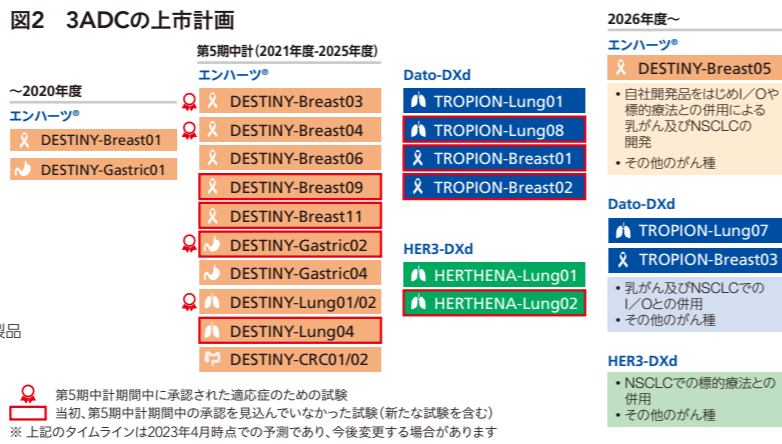 図2　3ADCの上市計画
～2020年度
エンハーツ®
DESTINY-Breast01
DESTINY-Gastric01
第5期中計(2021年度-2025年度)
エンハーツ®
DESTINY-Breast03
DESTINY-Breast04
DESTINY-Breast06
DESTINY-Breast09
DESTINY-Breast11
DESTINY-Gastric02
DESTINY-Gastric04
DESTINY-Lung01/02
DESTINY-Lung04
DESTINY-CRC01/02
Dato-DXd
TROPION-Lung01
TROPION-Lung08
TROPION-Breast01
TROPION-Breast02
HER3-DXd
HERTHENA-Lung01
HERTHENA-Lung02
2026年度～
エンハーツ®
DESTINY-Breast05
•自社開発品をはじめI／Oや
標的療法との併用による
乳がん及びNSCLCの
開発
•その他のがん種
Dato-DXd
TROPION-Lung07
TROPION-Breast03
•乳がん及びNSCLCでの
I／Oとの併用
•その他のがん種
HER3-DXd
•NSCLCでの標的療法との
併用
•その他のがん種
製品
第5期中計期間中に承認された適応症のための試験
当初、第5期中計期間中の承認を見込んでいなかった試験(新たな試験を含む)
※ 上記のタイムラインは2023年4月時点での予測であり、今後変更する場合があります